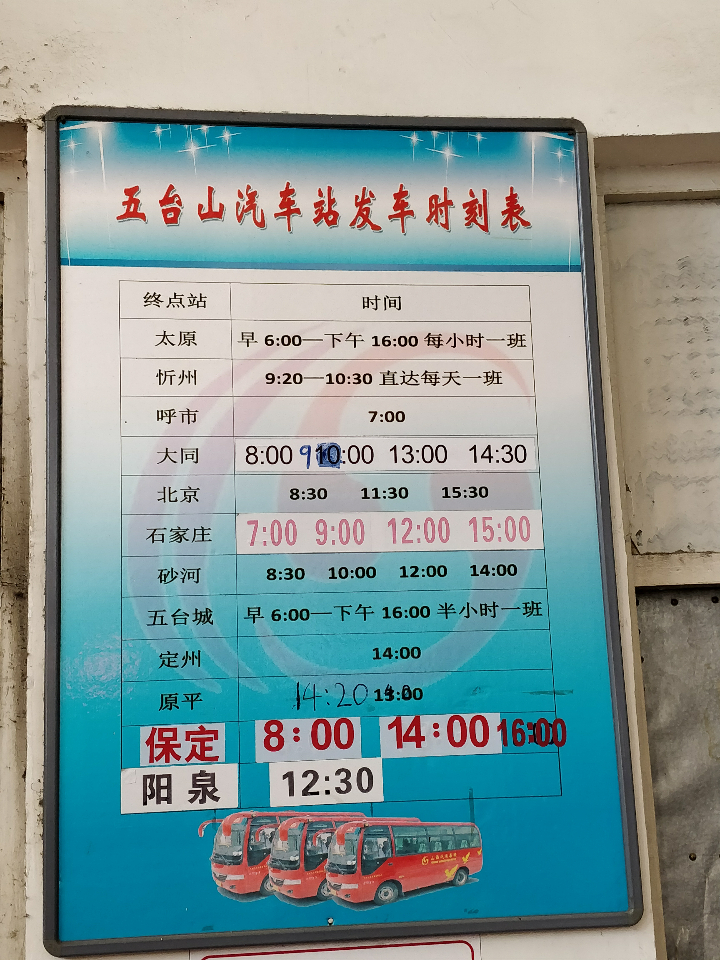 五台山汽车站发车时刻表
终点站 时间
太原 早 6:00—下午 16:00 每小时一班
忻州 9:20—10:30 直达每天一班
呼市 7:00
大同 8:00 9 10:00 13:00 14:30
北京 8:30 11:30 15:30
石家庄 7:00 9:00 12:00 15:00
砂河 8:30 10:00 12:00 14:00
五台城 早 6:00—下午 16:00 半小时一班
定州 14:00
原平 14:20
保定 8:00 14:00 16:00
阳泉 12:30